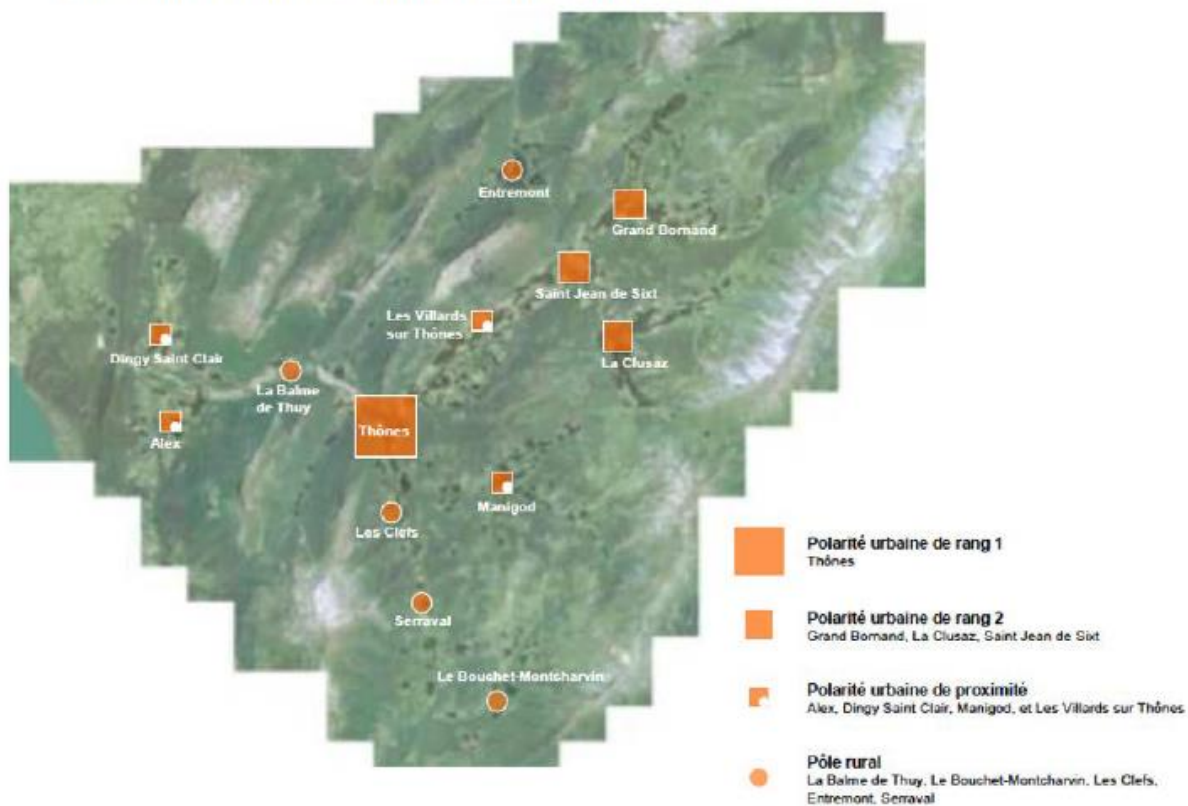 Entremont
Grand Bornand
Saint Jean de Sixt
Les Villards
sur Thônes
La Clusaz
Dingy Saint Clair
La Balme
de Thuy
Thônes
Alex
Manigod
Les Clefs
Serraval
Le Bouchet-Montcharvin
Polarité urbaine de rang 1
Thônes
Polarité urbaine de rang 2
Grand Bornand, La Clusaz, Saint Jean de Sixt
Polarité urbaine de proximité
Alex, Dingy Saint Clair, Manigod, et Les Villards sur Thônes
Pôle rural
La Balme de Thuy, Le Bouchet-Montcharvin, Les Clefs,
Entremont, Serraval